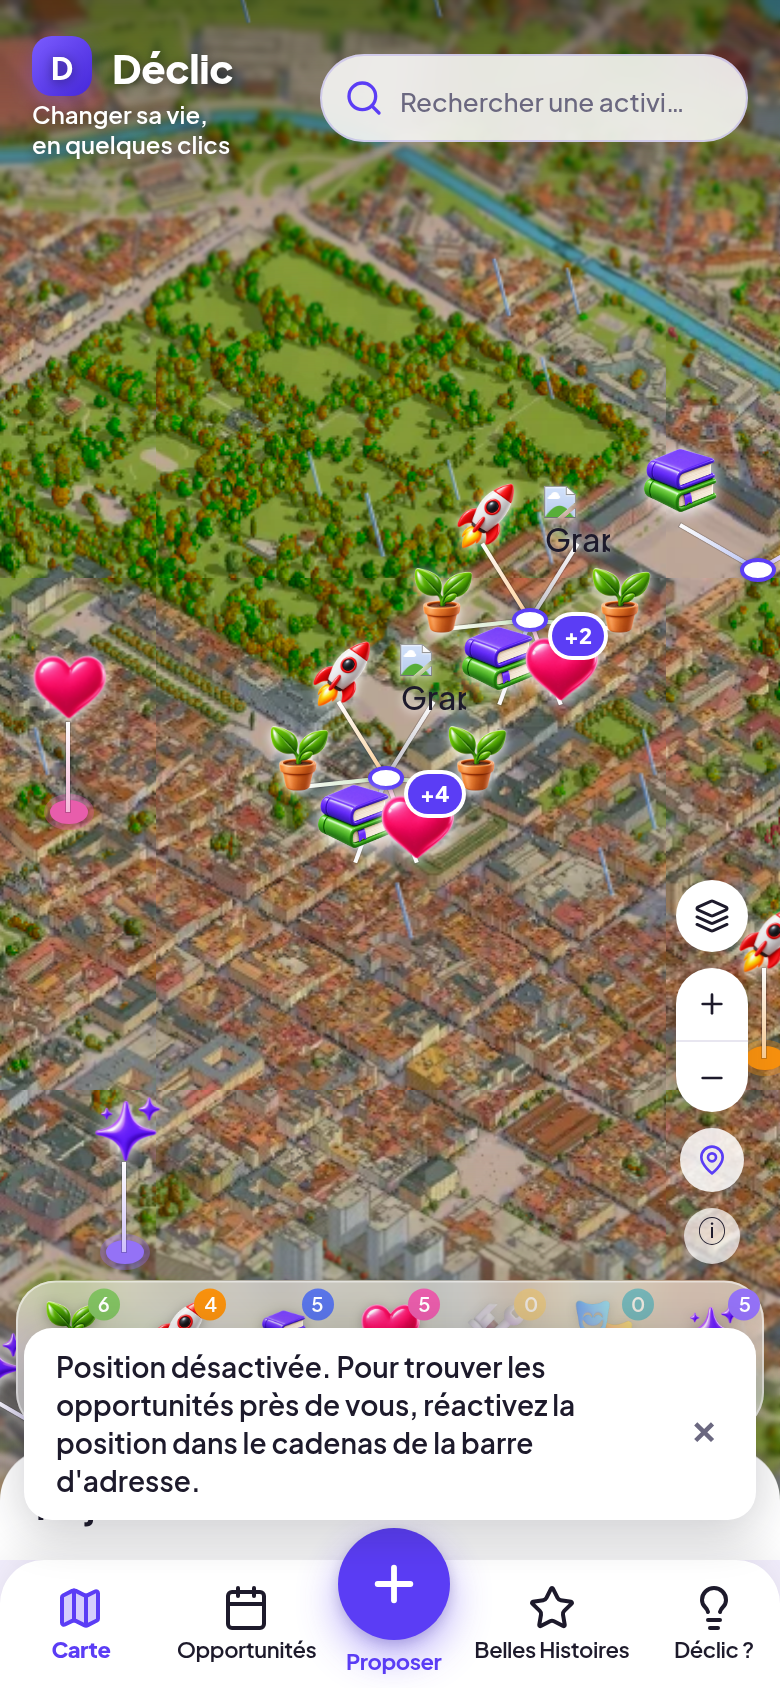 D Déclic
Changer sa vie,
en quelques clics
Rechercher une activi...
Gran
+2
Gran
+4
i
6
4
5
5
0
0
5
Position désactivée. Pour trouver les
opportunités près de vous, réactivez la
position dans le cadenas de la barre
d'adresse.
Carte
Opportunités
Proposer
Belles Histoires
Déclic ?